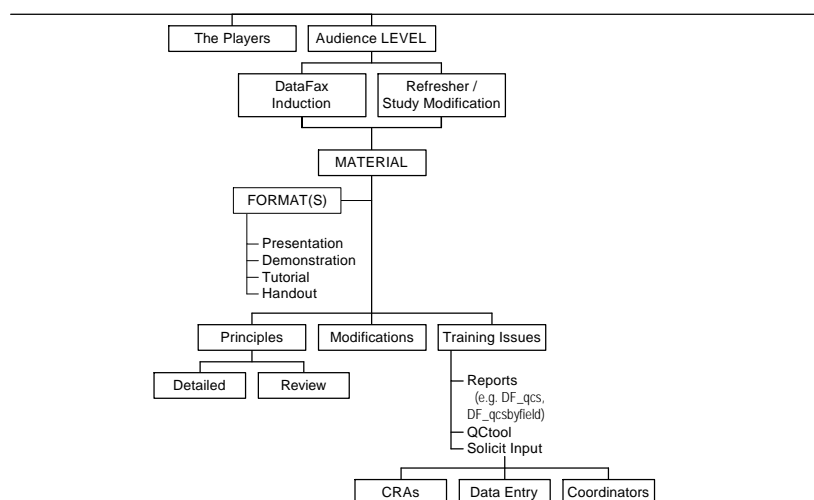 The Players
Audience LEVEL
DataFax
Induction
Refresher /
Study Modification
MATERIAL
FORMAT(S)
Presentation
Demonstration
Tutorial
Handout
Principles
Modifications
Training Issues
Detailed
Review
Reports
(e.g. DF_qcs,
DF_qcsbyfield)
QCtool
Solicit Input
CRAs
Data Entry
Coordinators